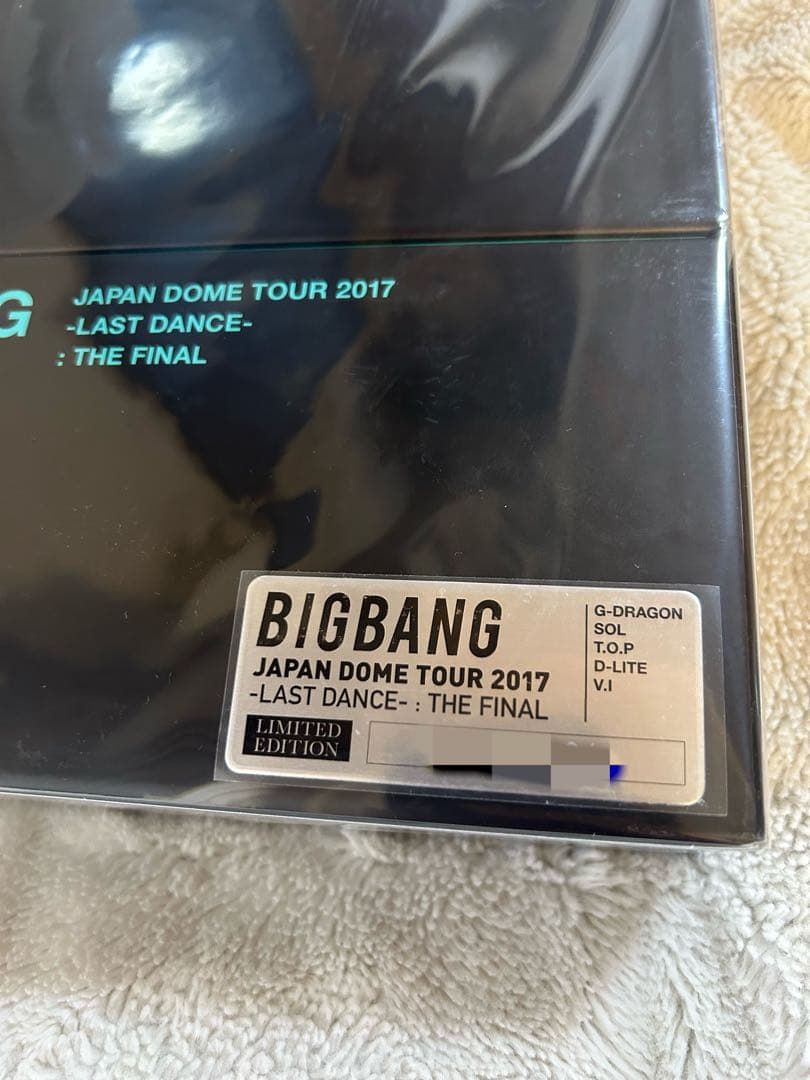 G JAPAN DOME TOUR 2017
-LAST DANCE-
: THE FINAL
BIGBANG
JAPAN DOME TOUR 2017
-LAST DANCE- : THE FINAL
LIMITED
EDITION
G-DRAGON
SOL
T.O.P
D-LITE
V.I